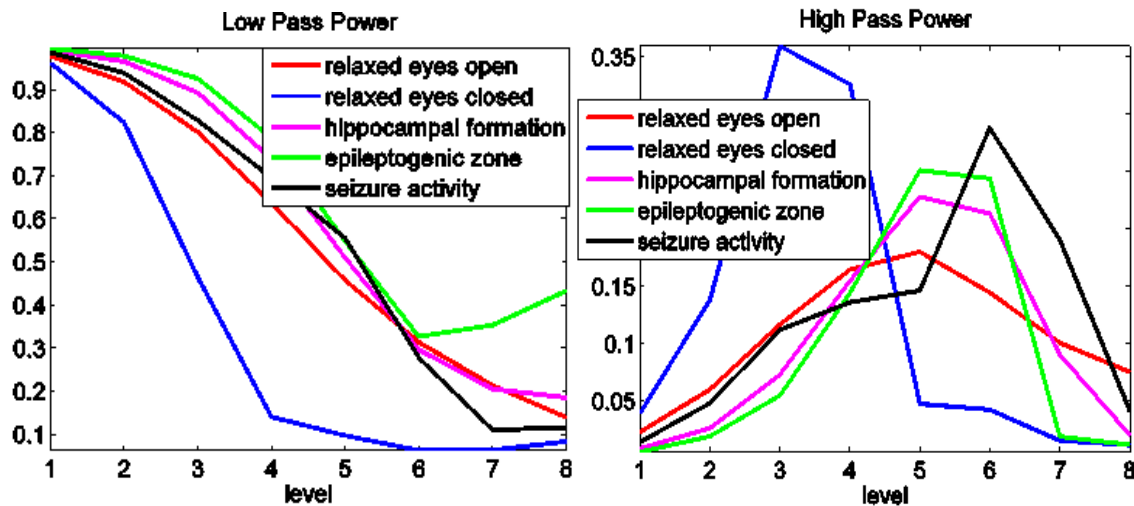 Low Pass Power
0.9
0.8
0.7
0.6
0.5
0.4
0.3
0.2
0.1
relaxed eyes open
relaxed eyes closed
hippocampal formation
epileptogenic zone
seizure activity
1 2 3 4 5 6 7 8
level
High Pass Power
0.35
0.15
0.1
0.05
relaxed eyes open
relaxed eyes closed
hippocampal formation
epileptogenic zone
seizure activity
1 2 3 4 5 6 7 8
level